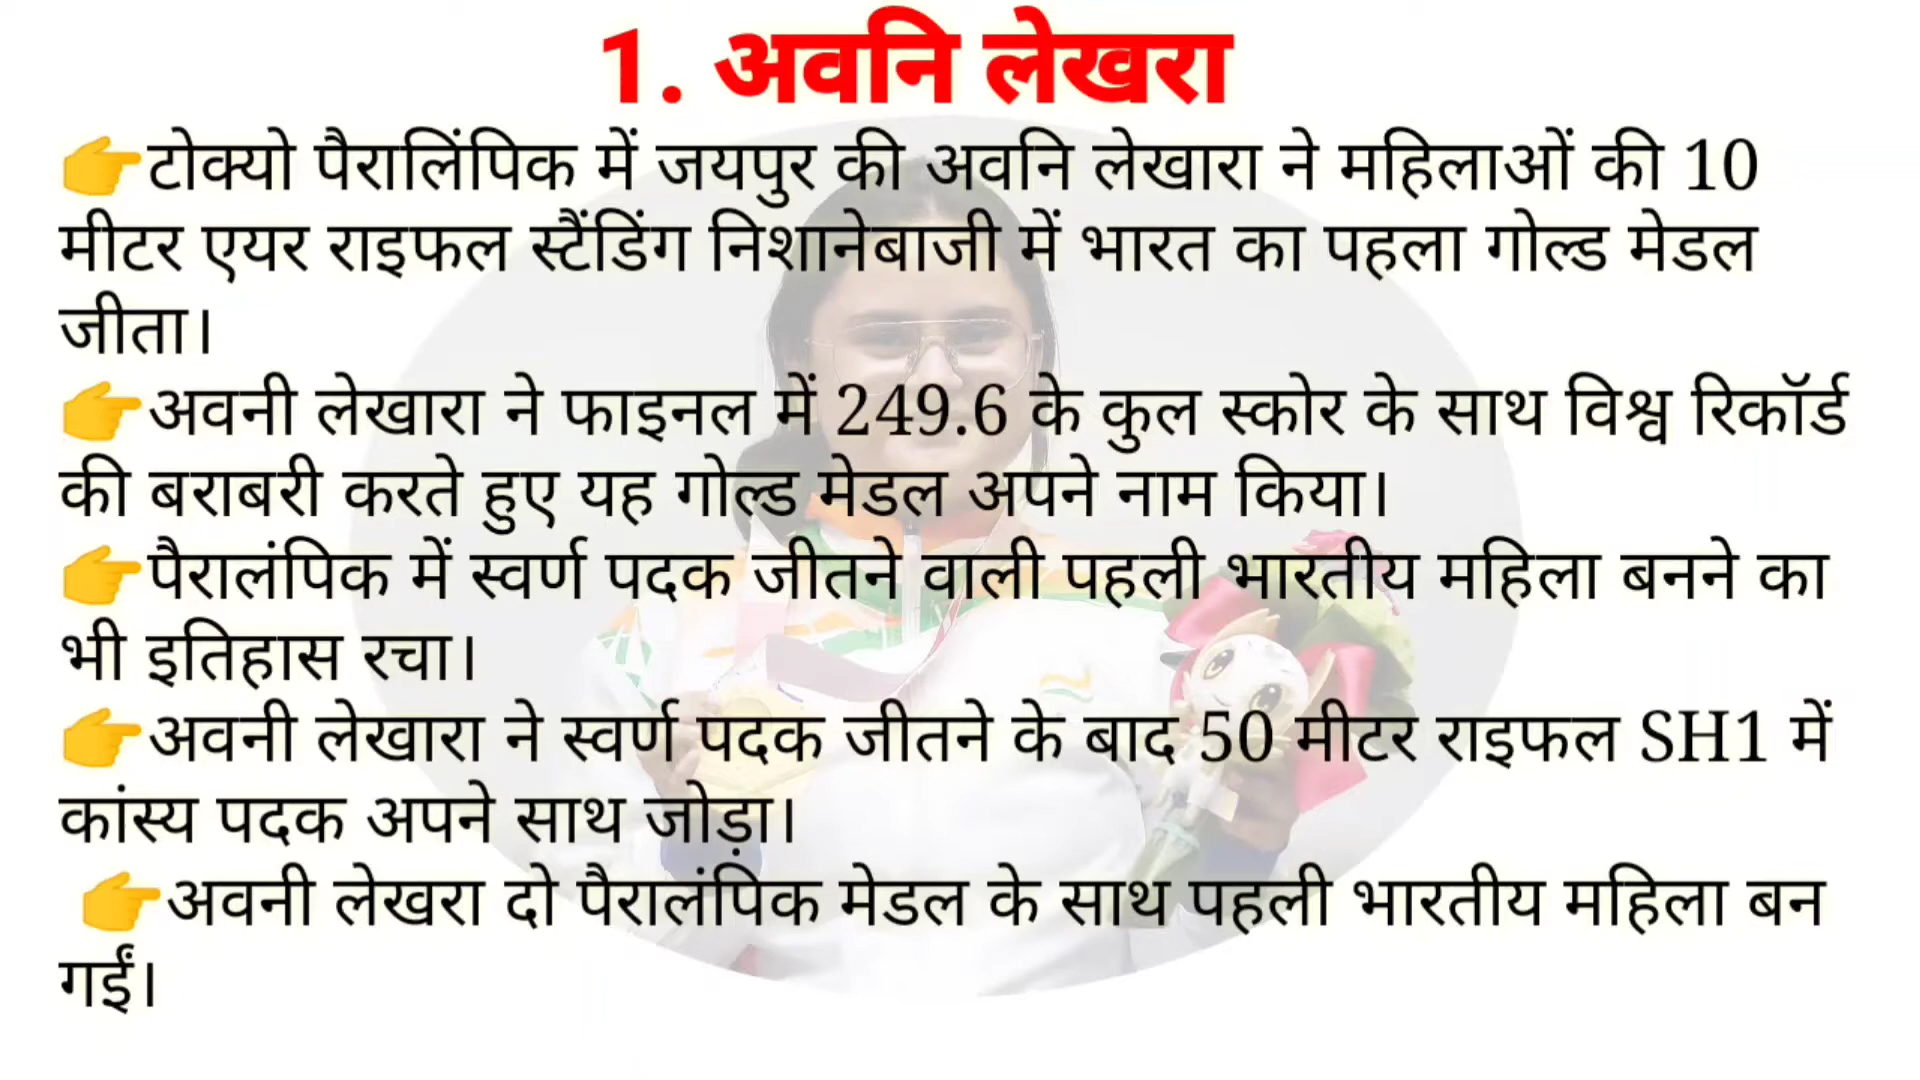 1. अवनि लेखरा
👉टोक्यो पैरालिंपिक में जयपुर की अवनि लेखारा ने महिलाओं की 10
मीटर एयर राइफल स्टैंडिंग निशानेबाजी में भारत का पहला गोल्ड मेडल
जीता।
👉अवनी लेखारा ने फाइनल में 249.6 के कुल स्कोर के साथ विश्व रिकॉर्ड
की बराबरी करते हुए यह गोल्ड मेडल अपने नाम किया।
👉पैरालंपिक में स्वर्ण पदक जीतने वाली पहली भारतीय महिला बनने का
भी इतिहास रचा।
👉अवनी लेखारा ने स्वर्ण पदक जीतने के बाद 50 मीटर राइफल SH1 में
कांस्य पदक अपने साथ जोड़ा।
👉अवनी लेखरा दो पैरालंपिक मेडल के साथ पहली भारतीय महिला बन
गईं।